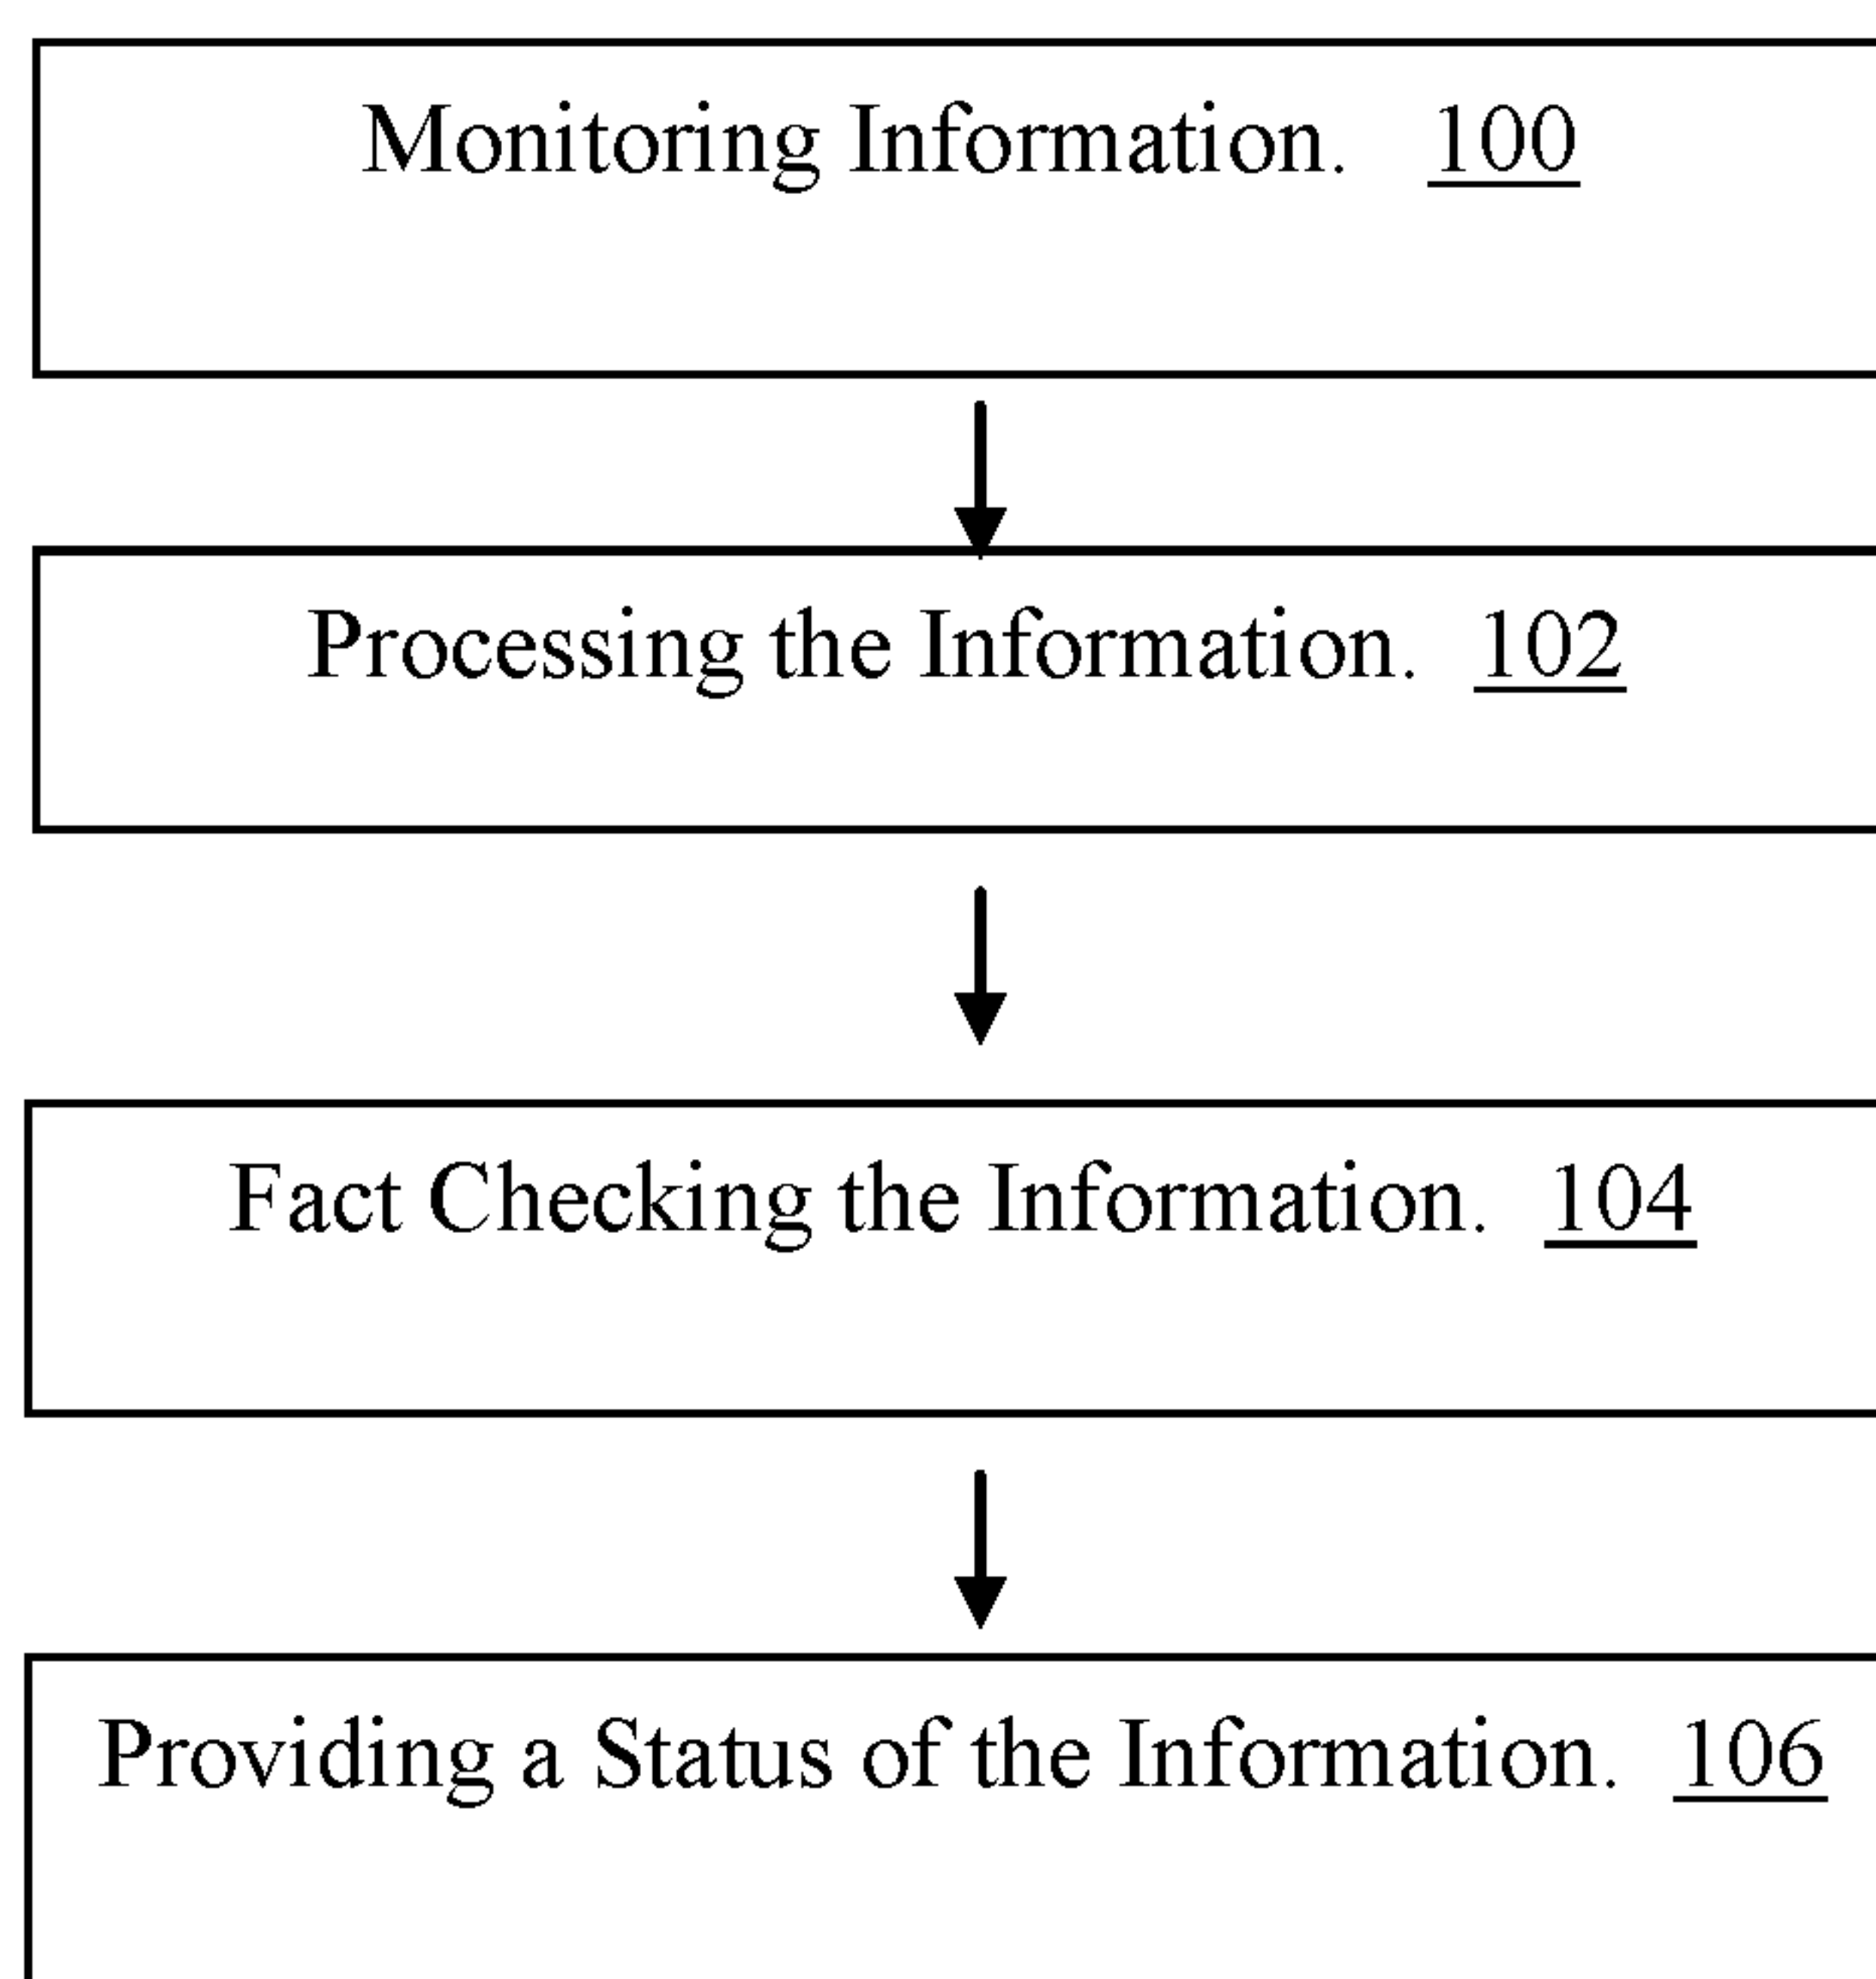 Monitoring Information. 100
Processing the Information. 102
Fact Checking the Information. 104
Providing a Status of the Information. 106